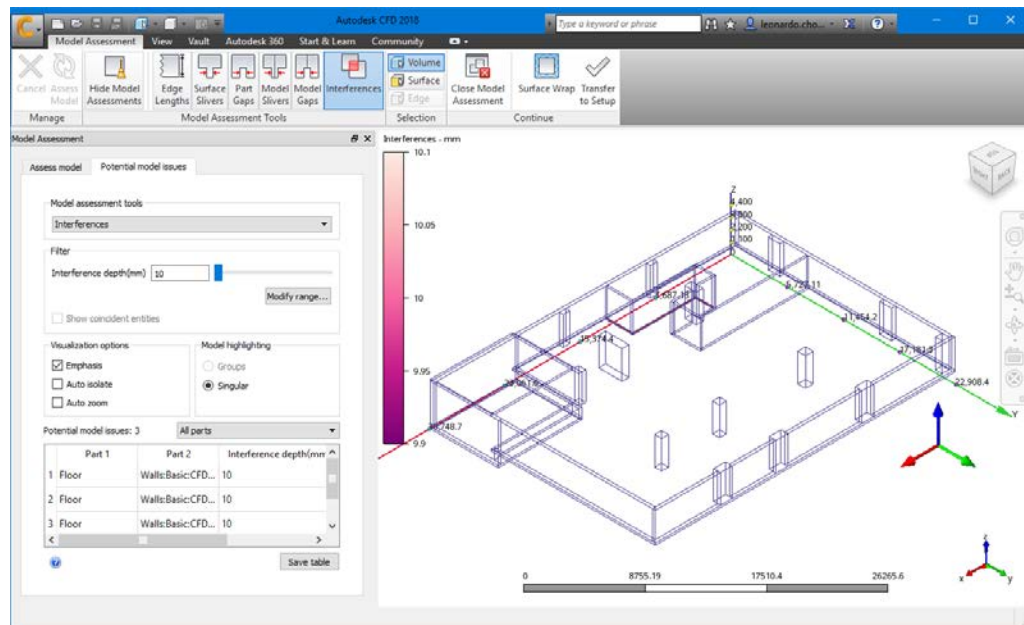 Autodesk CFD 2018
Type a keyword or phrase
leonardo.cho...
Model Assessment View Vault Autodesk 360 Start & Learn Community
Cancel Assess Model
Hide Model Assessments
Edge Lengths
Surface Slivers
Part Gaps
Model Slivers
Model Gaps
Interferences
Volume
Surface
Edge
Close Model Assessment
Surface Wrap
Transfer to Setup
Manage Model Assessment Tools Selection Continue
Model Assessment
Assess model Potential model issues
Model assessment tools
Interferences
Filter
Interference depth(mm) 10
Modify range...
Show coincident entities
Visualization options
Emphasis
Auto isolate
Auto zoom
Model highlighting
Groups
Singular
Potential model issues: 3 All parts
Part 1 Part 2 Interference depth(mm
1 Floor Walls:Basic:CFD... 10
2 Floor Walls:Basic:CFD... 10
3 Floor Walls:Basic:CFD... 10
Save table
Interferences - mm
10.1
10.05
10
9.95
9.9
Z
11,454.2
22,908.4
Y
0 8755.19 17510.4 26265.6
z
x y